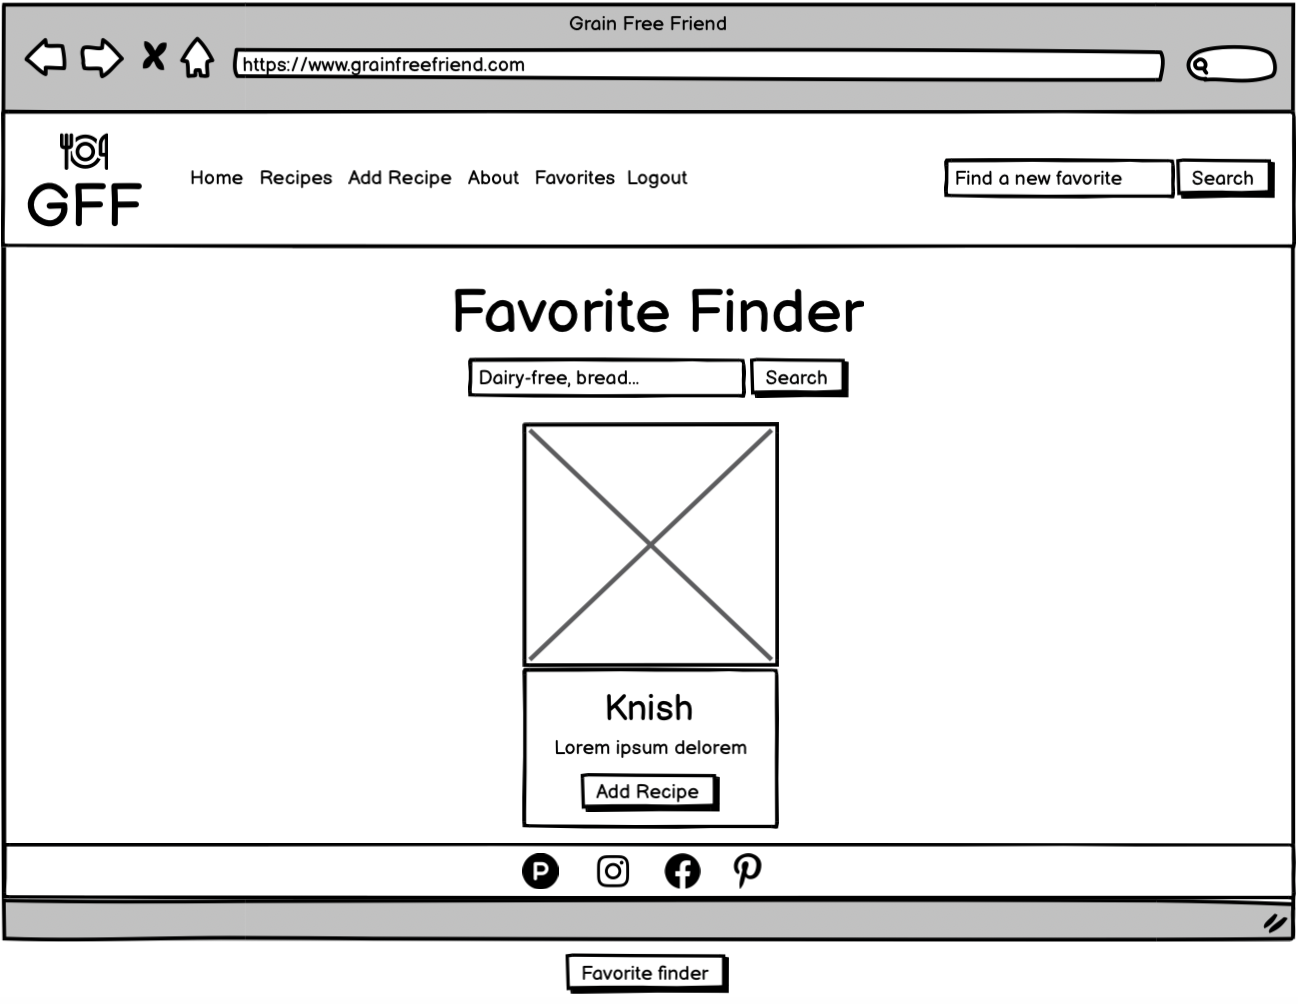 Grain Free Friend
https://www.grainfreefriend.com
GFF
Home Recipes Add Recipe About Favorites Logout
Find a new favorite Search
Favorite Finder
Dairy-free, bread... Search
Knish
Lorem ipsum delorem
Add Recipe
Favorite finder